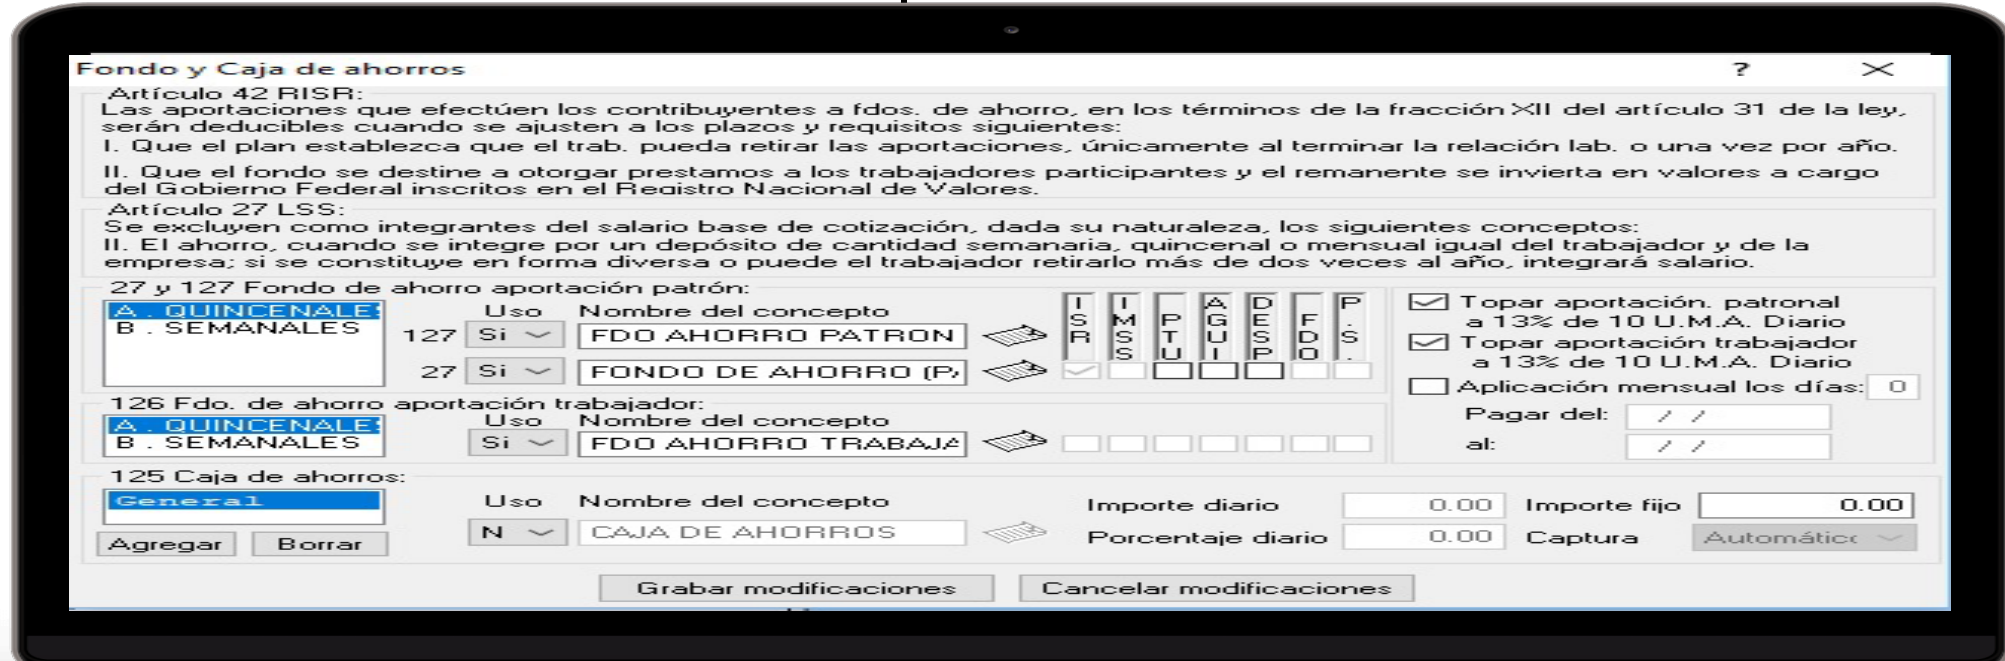 Fondo y Caja de ahorros
?
Artículo 42 RISR:
Las aportaciones que efectúen los contribuyentes a fdos. de ahorro, en los términos de la fracción XII del artículo 31 de la ley,
serán deducibles cuando se ajusten a los plazos y requisitos siguientes:
I. Que el plan establezca que el trab. pueda retirar las aportaciones, únicamente al terminar la relación lab. o una vez por año.
II. Que el fondo se destine a otorgar prestamos a los trabajadores participantes y el remanente se invierta en valores a cargo
del Gobierno Federal inscritos en el Registro Nacional de Valores.
Artículo 27 LSS:
Se excluyen como integrantes del salario base de cotización, dada su naturaleza, los siguientes conceptos:
II. El ahorro, cuando se integre por un depósito de cantidad semanaria, quincenal o mensual igual del trabajador y de la
empresa; si se constituye en forma diversa o puede el trabajador retirarlo más de dos veces al año, integrará salario.
27 y 127 Fondo de ahorro aportación patrón:
A . QUINCENALES
B . SEMANALES
Uso Nombre del concepto
127 Si FDO AHORRO PATRON
27 Si FONDO DE AHORRO (PA
ISR IMSS PTU AGUI DESP FDO P.S.
Topar aportación. patronal
a 13% de 10 U.M.A. Diario
Topar aportación trabajador
a 13% de 10 U.M.A. Diario
Aplicación mensual los días: 0
Pagar del: / /
al: / /
126 Fdo. de ahorro aportación trabajador:
A . QUINCENALES
B . SEMANALES
Uso Nombre del concepto
Si FDO AHORRO TRABAJA
125 Caja de ahorros:
General
Agregar Borrar
Uso Nombre del concepto
N CAJA DE AHORROS
Importe diario 0.00 Importe fijo 0.00
Porcentaje diario 0.00 Captura Automátic
Grabar modificaciones Cancelar modificaciones